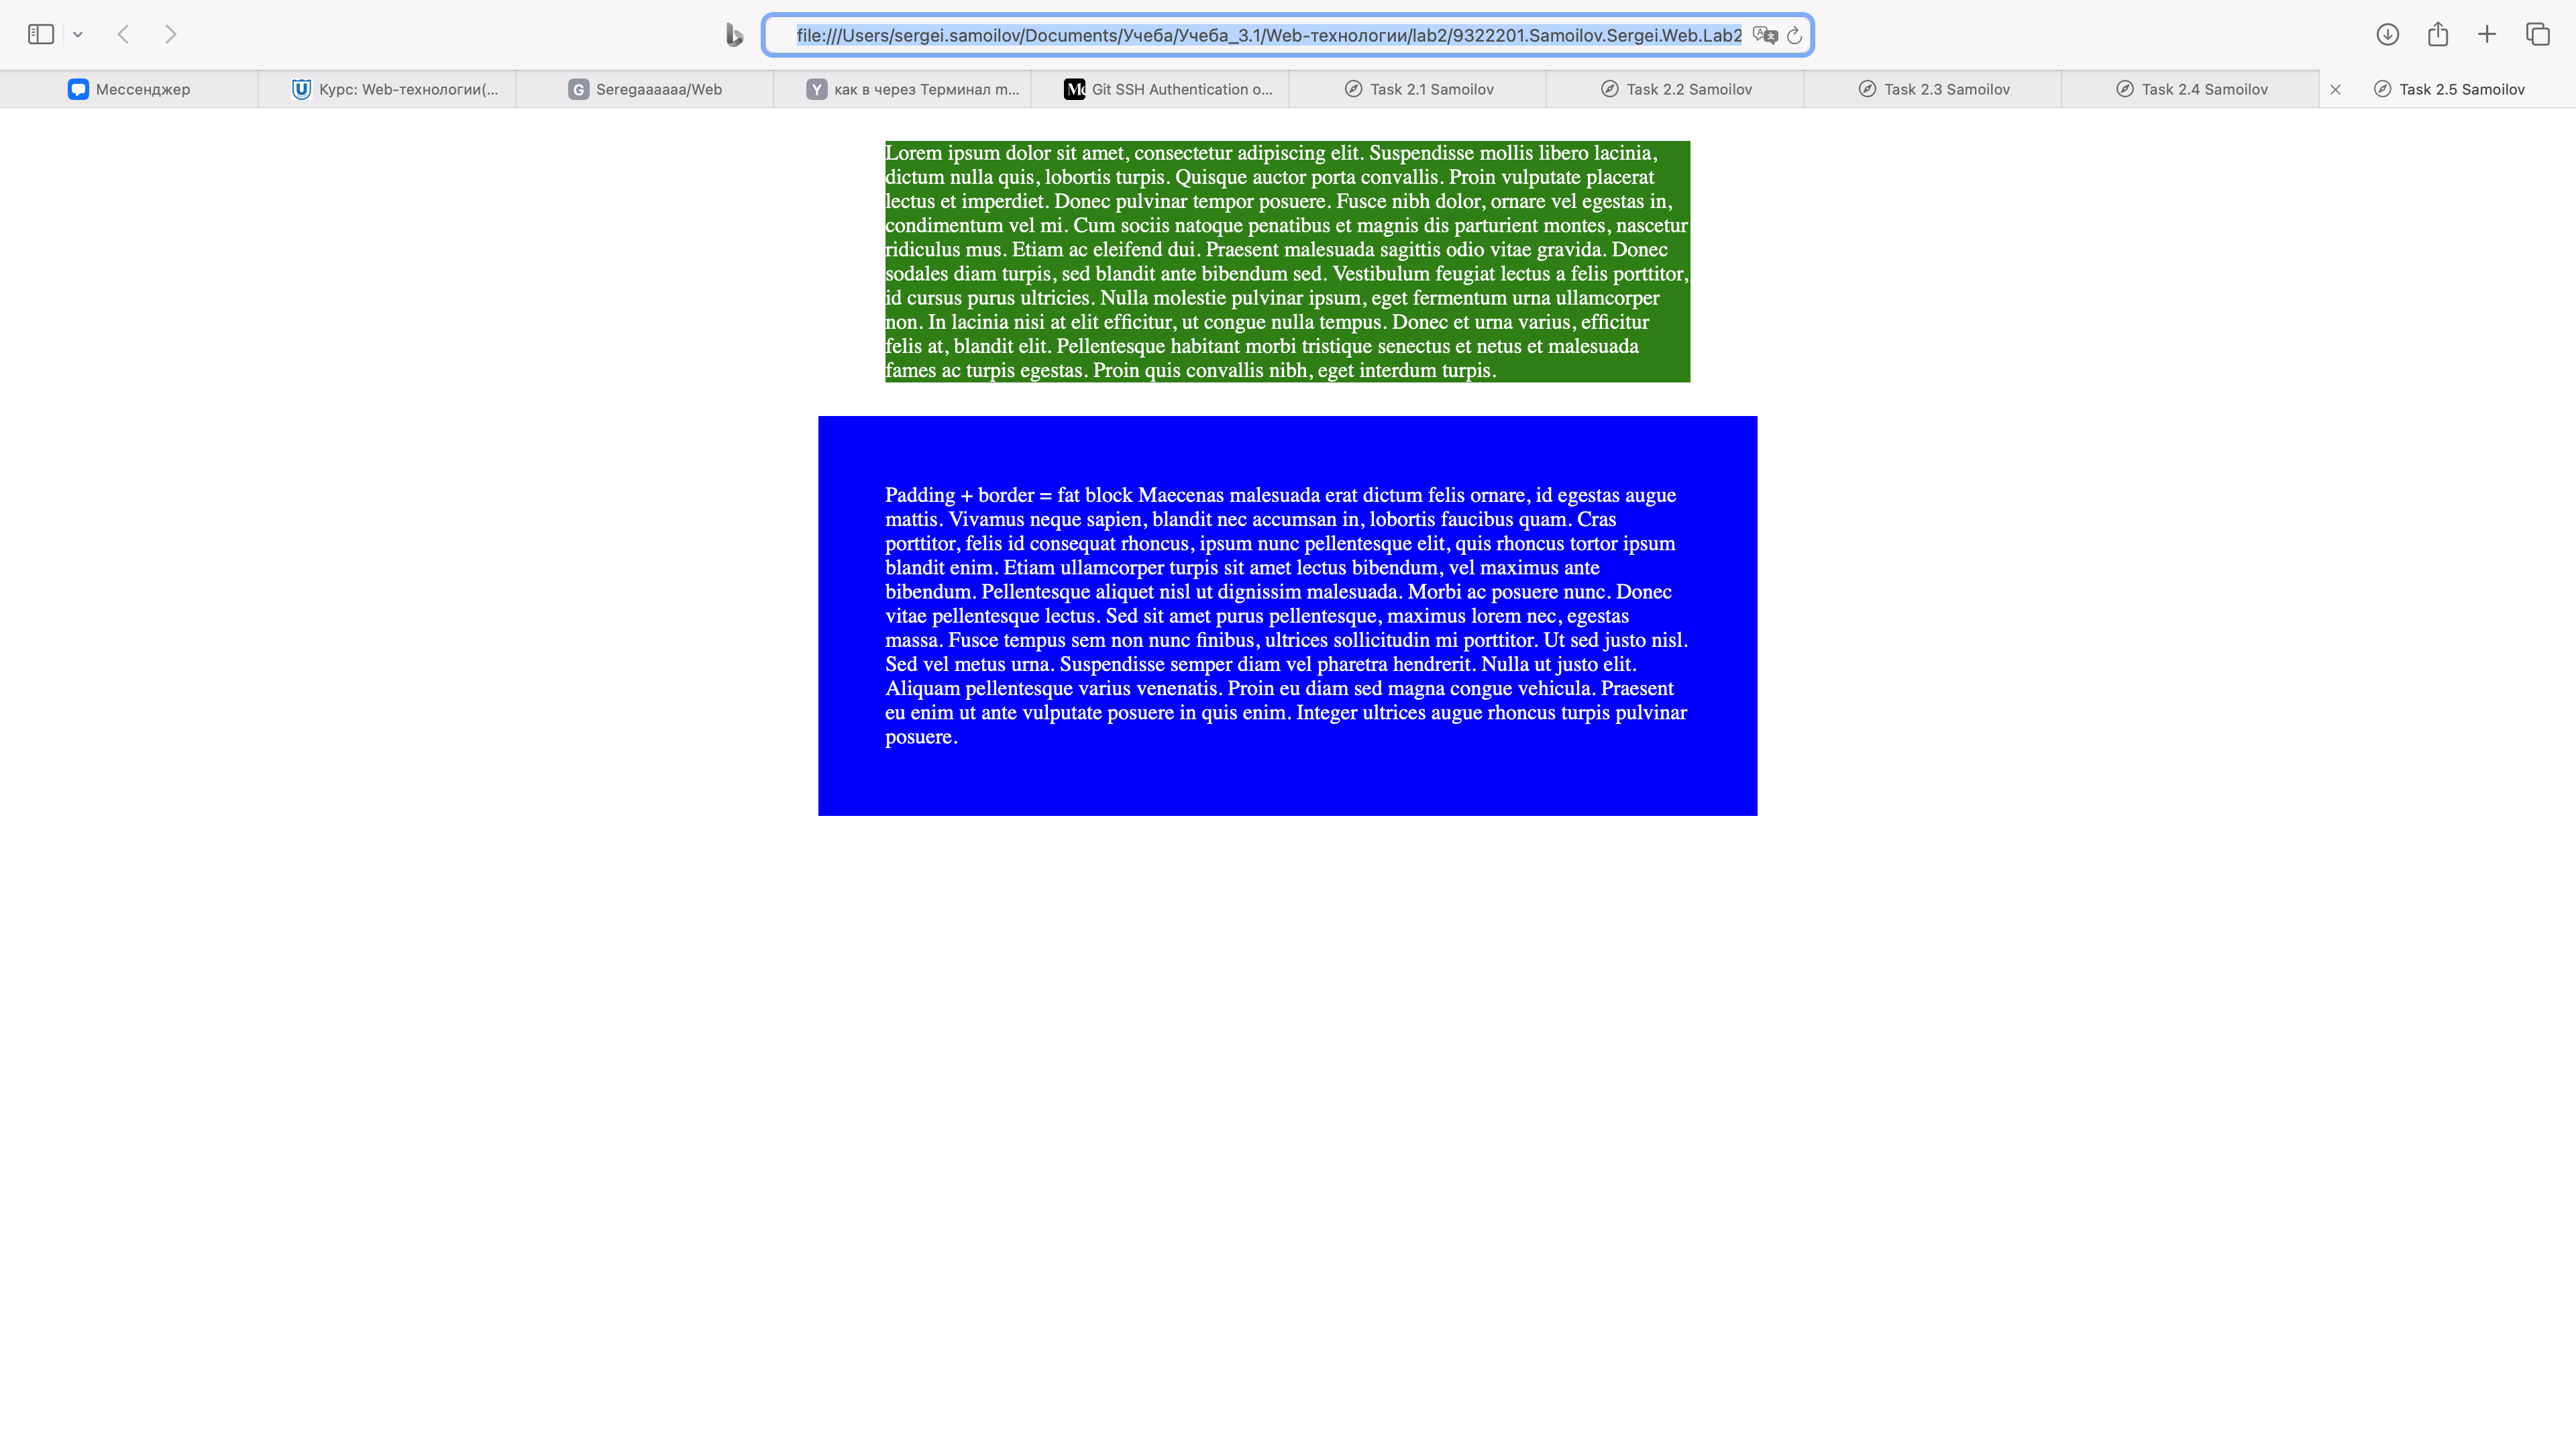 file:///Users/sergei.samoilov/Documents/Учеба/Учеба_3.1/Web-технологии/lab2/9322201.Samoilov.Sergei.Web.Lab2
Мессенджер
Курс: Web-технологии(...
G Seregaaaaaa/Web
Y как в через Терминал m...
Me Git SSH Authentication o...
Task 2.1 Samoilov
Task 2.2 Samoilov
Task 2.3 Samoilov
Task 2.4 Samoilov
Task 2.5 Samoilov
Lorem ipsum dolor sit amet, consectetur adipiscing elit. Suspendisse mollis libero lacinia,
dictum nulla quis, lobortis turpis. Quisque auctor porta convallis. Proin vulputate placerat
lectus et imperdiet. Donec pulvinar tempor posuere. Fusce nibh dolor, ornare vel egestas in,
condimentum vel mi. Cum sociis natoque penatibus et magnis dis parturient montes, nascetur
ridiculus mus. Etiam ac eleifend dui. Praesent malesuada sagittis odio vitae gravida. Donec
sodales diam turpis, sed blandit ante bibendum sed. Vestibulum feugiat lectus a felis porttitor,
id cursus purus ultricies. Nulla molestie pulvinar ipsum, eget fermentum urna ullamcorper
non. In lacinia nisi at elit efficitur, ut congue nulla tempus. Donec et urna varius, efficitur
felis at, blandit elit. Pellentesque habitant morbi tristique senectus et netus et malesuada
fames ac turpis egestas. Proin quis convallis nibh, eget interdum turpis.
Padding + border = fat block Maecenas malesuada erat dictum felis ornare, id egestas augue
mattis. Vivamus neque sapien, blandit nec accumsan in, lobortis faucibus quam. Cras
porttitor, felis id consequat rhoncus, ipsum nunc pellentesque elit, quis rhoncus tortor ipsum
blandit enim. Etiam ullamcorper turpis sit amet lectus bibendum, vel maximus ante
bibendum. Pellentesque aliquet nisl ut dignissim malesuada. Morbi ac posuere nunc. Donec
vitae pellentesque lectus. Sed sit amet purus pellentesque, maximus lorem nec, egestas
massa. Fusce tempus sem non nunc finibus, ultrices sollicitudin mi porttitor. Ut sed justo nisl.
Sed vel metus urna. Suspendisse semper diam vel pharetra hendrerit. Nulla ut justo elit.
Aliquam pellentesque varius venenatis. Proin eu diam sed magna congue vehicula. Praesent
eu enim ut ante vulputate posuere in quis enim. Integer ultrices augue rhoncus turpis pulvinar
posuere.